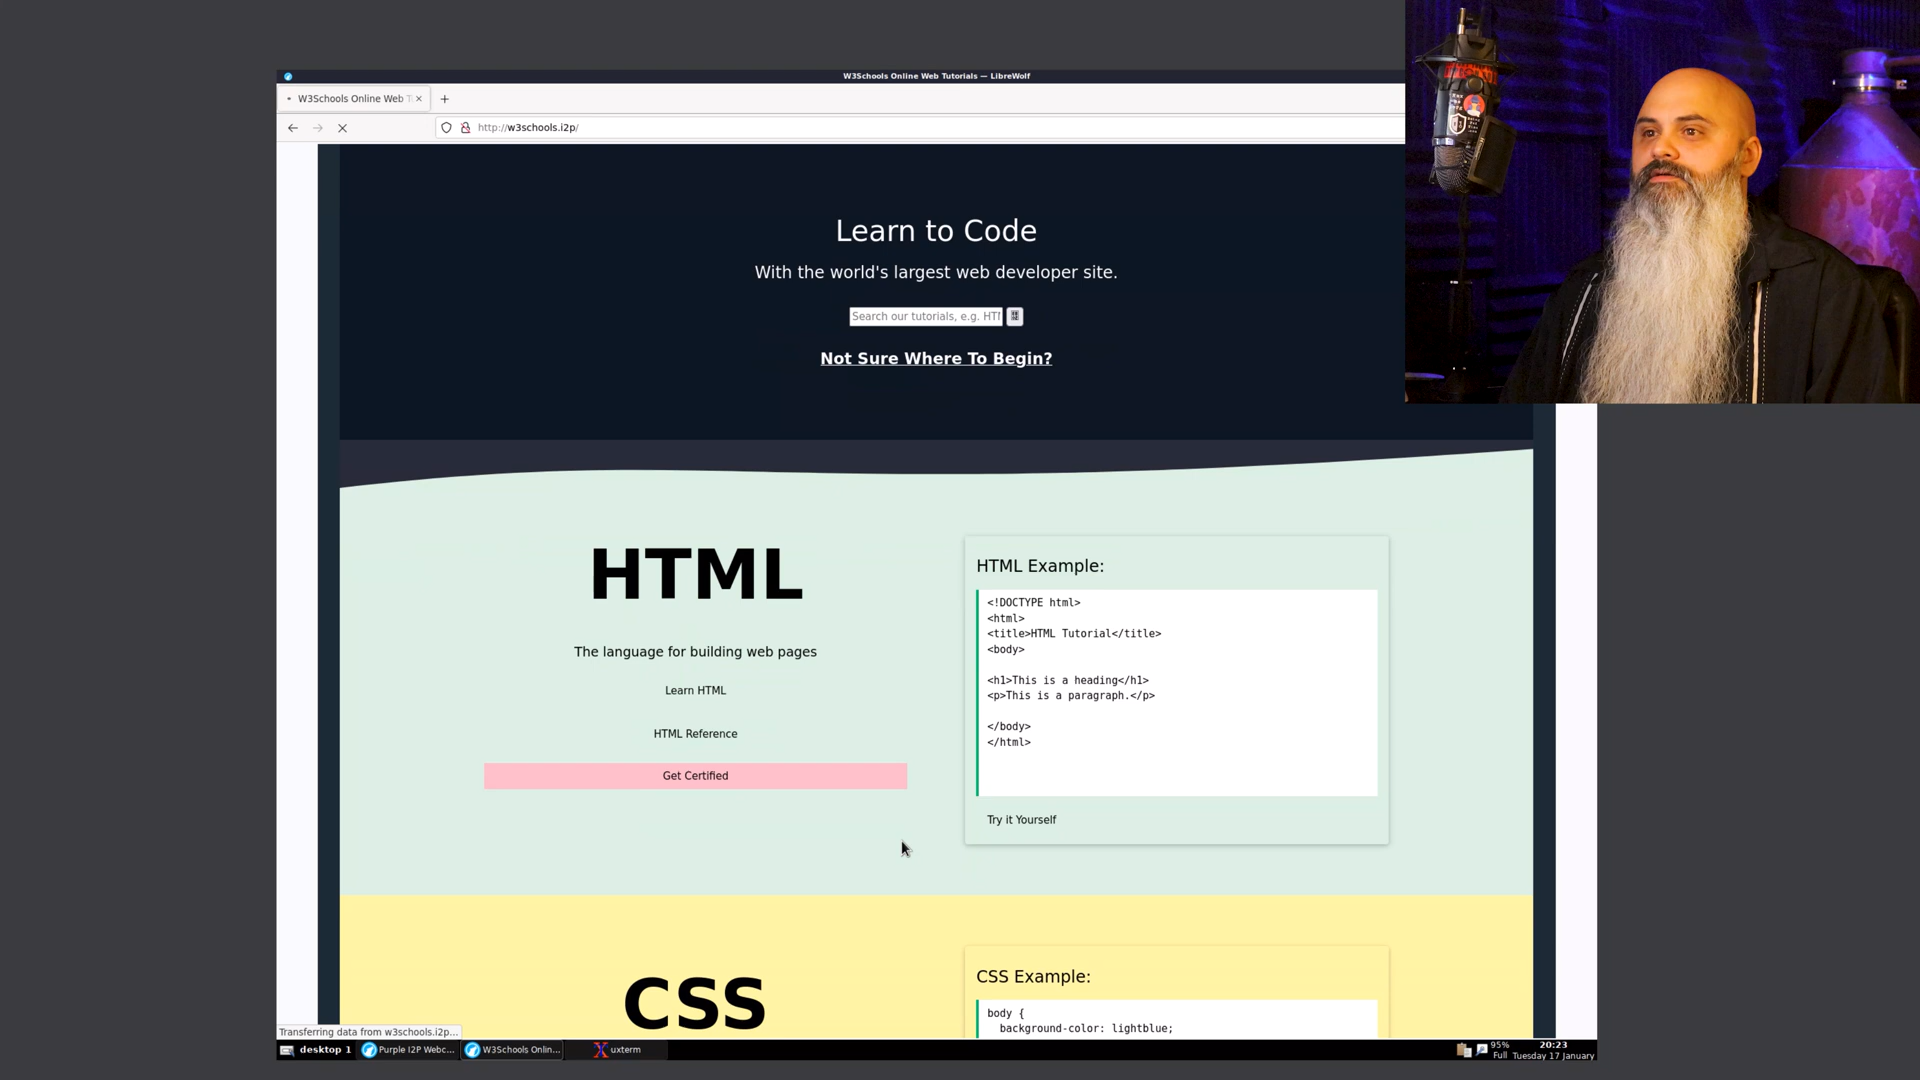 W3Schools Online Web Tutorials — LibreWolf
W3Schools Online Web T
http://w3schools.i2p/
Learn to Code
With the world's largest web developer site.
Search our tutorials, e.g. HTM
Not Sure Where To Begin?
HTML
The language for building web pages
Learn HTML
HTML Reference
Get Certified
HTML Example:
<!DOCTYPE html>
<html>
<title>HTML Tutorial</title>
<body>
<h1>This is a heading</h1>
<p>This is a paragraph.</p>
</body>
</html>
Try it Yourself
CSS
CSS Example:
body {
background-color: lightblue;
Transferring data from w3schools.i2p...
desktop 1
Purple I2P Webc...
W3Schools Onlin...
uxterm
95%
Full
20:23
Tuesday 17 January